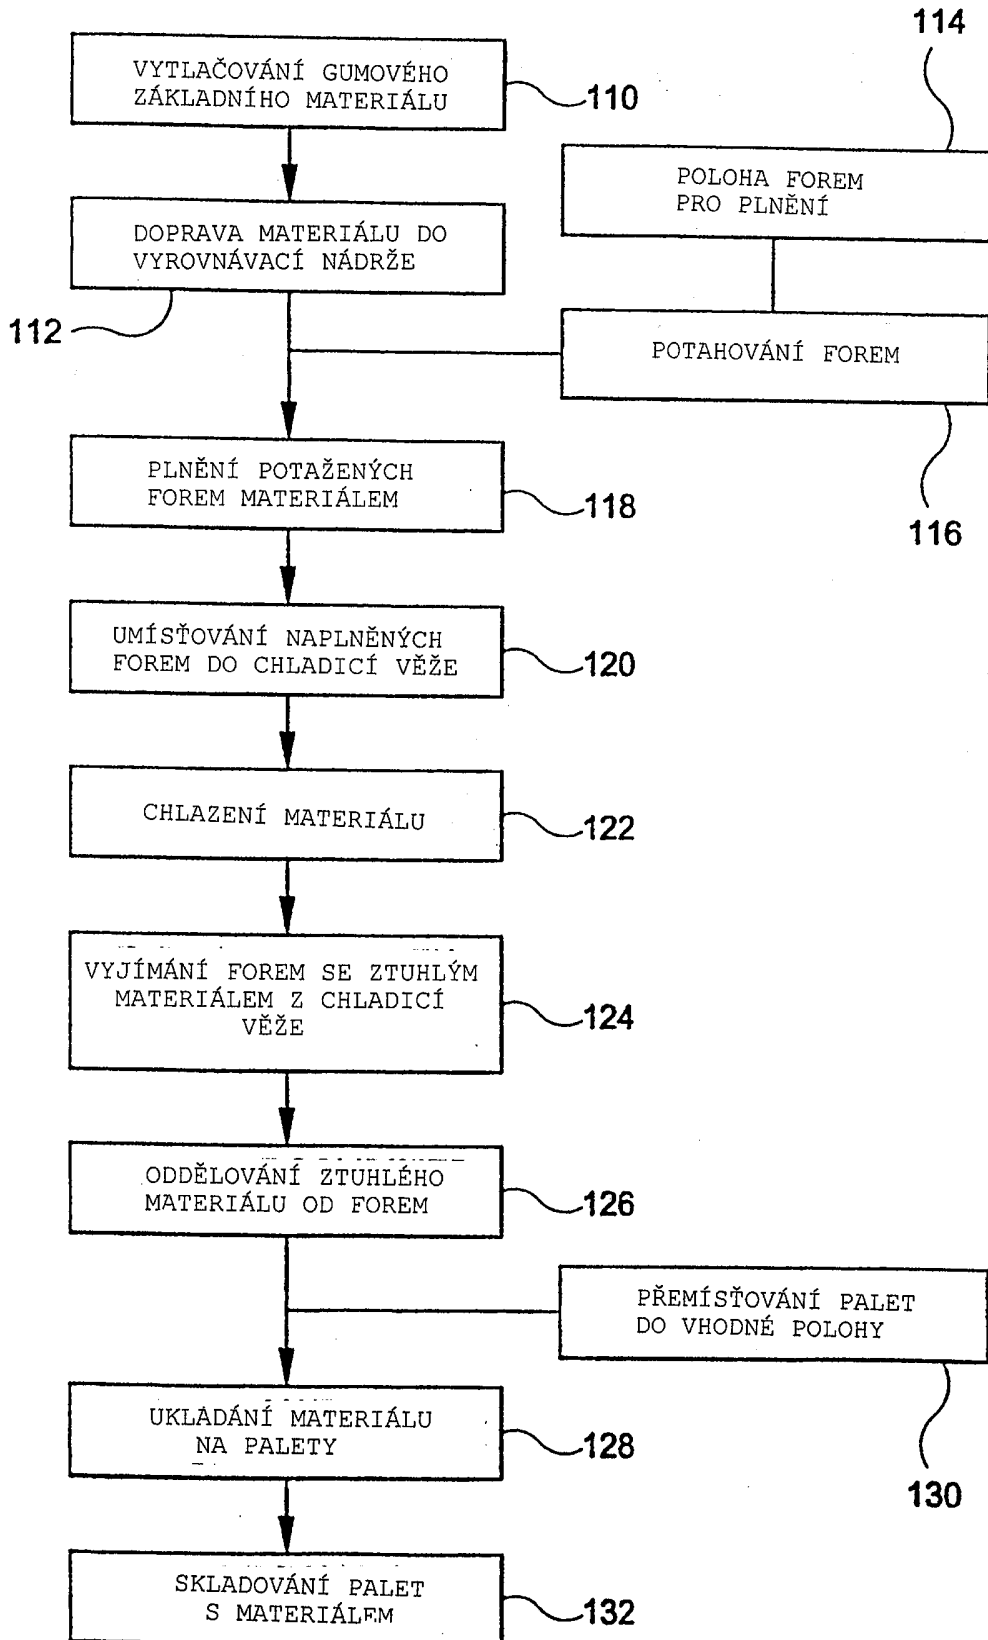 VYTLAČOVÁNÍ GUMOVÉHO
ZÁKLADNÍHO MATERIÁLU
110
114
POLOHA FOREM
PRO PLNĚNÍ
DOPRAVA MATERIÁLU DO
VYROVNÁVACÍ NÁDRŽE
112
POTAHOVÁNÍ FOREM
116
PLNĚNÍ POTAŽENÝCH
FOREM MATERIÁLEM
118
UMÍSŤOVÁNÍ NAPLNĚNÝCH
FOREM DO CHLADICÍ VĚŽE
120
CHLAZENÍ MATERIÁLU
122
VYJÍMÁNÍ FOREM SE ZTUHLÝM
MATERIÁLEM Z CHLADICÍ
VĚŽE
124
ODDĚLOVÁNÍ ZTUHLÉHO
MATERIÁLU OD FOREM
126
PŘEMÍSŤOVÁNÍ PALET
DO VHODNÉ POLOHY
130
UKLÁDÁNÍ MATERIÁLU
NA PALETY
128
SKLADOVÁNÍ PALET
S MATERIÁLEM
132